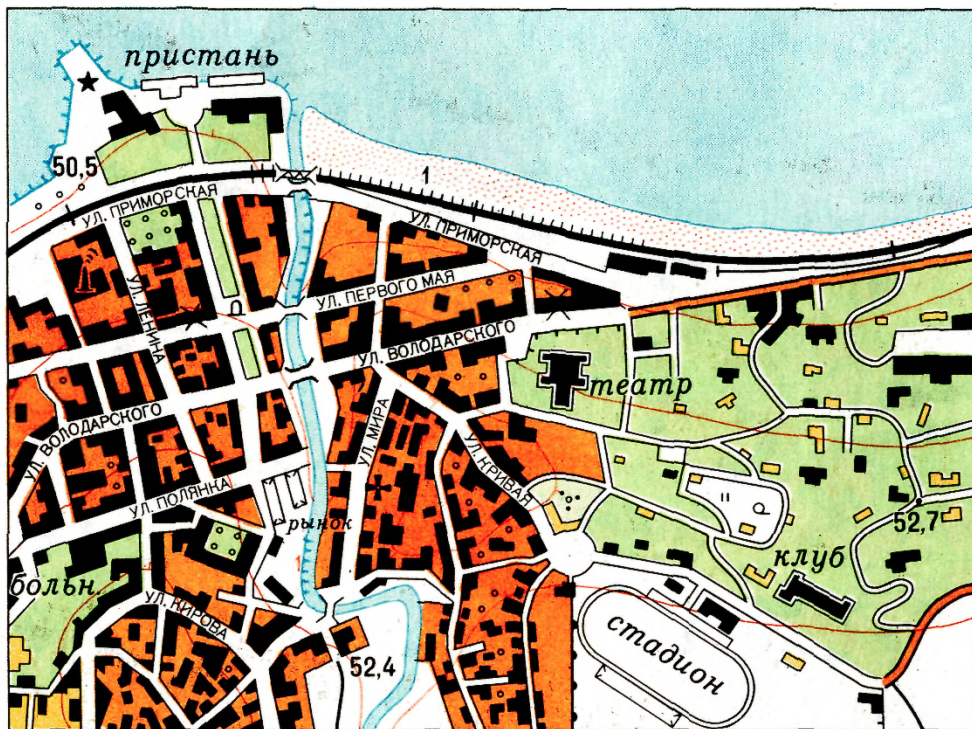 пристань
50,5
1
УЛ. ПРИМОРСКАЯ
УЛ. ПРИМОРСКАЯ
УЛ. ЛЕНИНА
УЛ. ПЕРВОГО МАЯ
УЛ. ВОЛОДАРСКОГО
театр
УЛ. ВОЛОДАРСКОГО
УЛ. МИРА
УЛ. КРИВАЯ
УЛ. ПОЛЯНКА
рынок
52,7
клуб
больн.
УЛ. КИРОВА
стадион
52,4